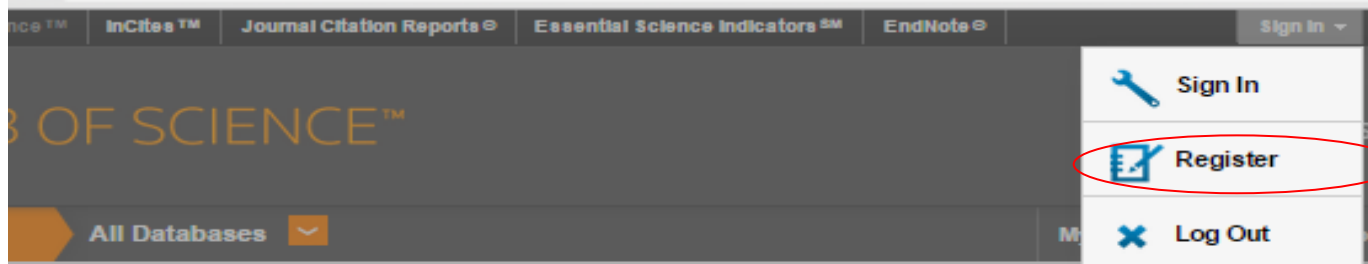 nce™ InCites™ Journal Citation Reports® Essential Science Indicators℠ EndNote® Sign In
Sign In
B OF SCIENCE™
Register
All Databases
M
Log Out